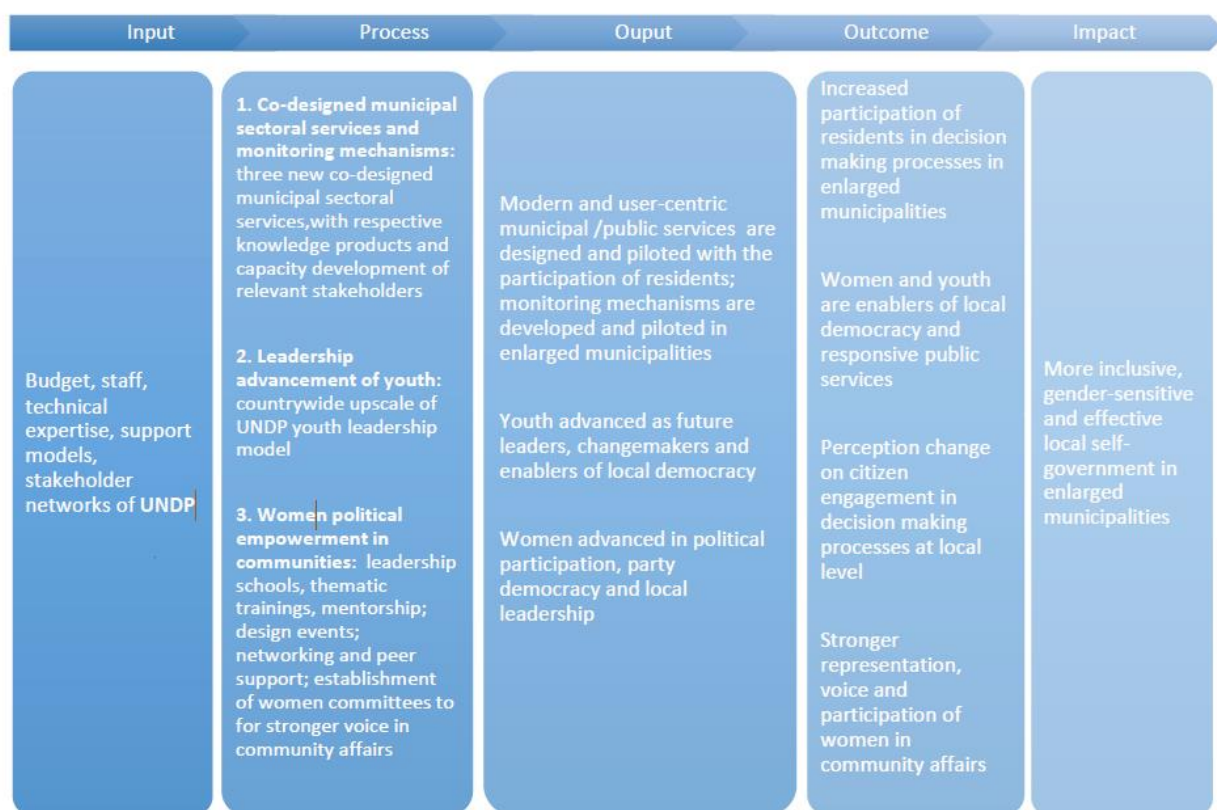 Input
Process
Ouput
Outcome
Impact
Budget, staff,
technical
expertise, support
models,
stakeholder
networks of UNDP
1. Co-designed municipal
sectoral services and
monitoring mechanisms:
three new co-designed
municipal sectoral
services,with respective
knowledge products and
capacity development of
relevant stakeholders
2. Leadership
advancement of youth:
countrywide upscale of
UNDP youth leadership
model
3. Women political
empowerment in
communities: leadership
schools, thematic
trainings, mentorship;
design events;
networking and peer
support; establishment
of women committees to
for stronger voice in
community affairs
Modern and user-centric
municipal /public services are
designed and piloted with the
participation of residents;
monitoring mechanisms are
developed and piloted in
enlarged municipalities
Youth advanced as future
leaders, changemakers and
enablers of local democracy
Women advanced in political
participation, party
democracy and local
leadership
Increased
participation of
residents in decision
making processes in
enlarged
municipalities
Women and youth
are enablers of local
democracy and
responsive public
services
Perception change
on citizen
engagement in
decision making
processes at local
level
Stronger
representation,
voice and
participation of
women in
community affairs
More inclusive,
gender-sensitive
and effective
local self-
government in
enlarged
municipalities